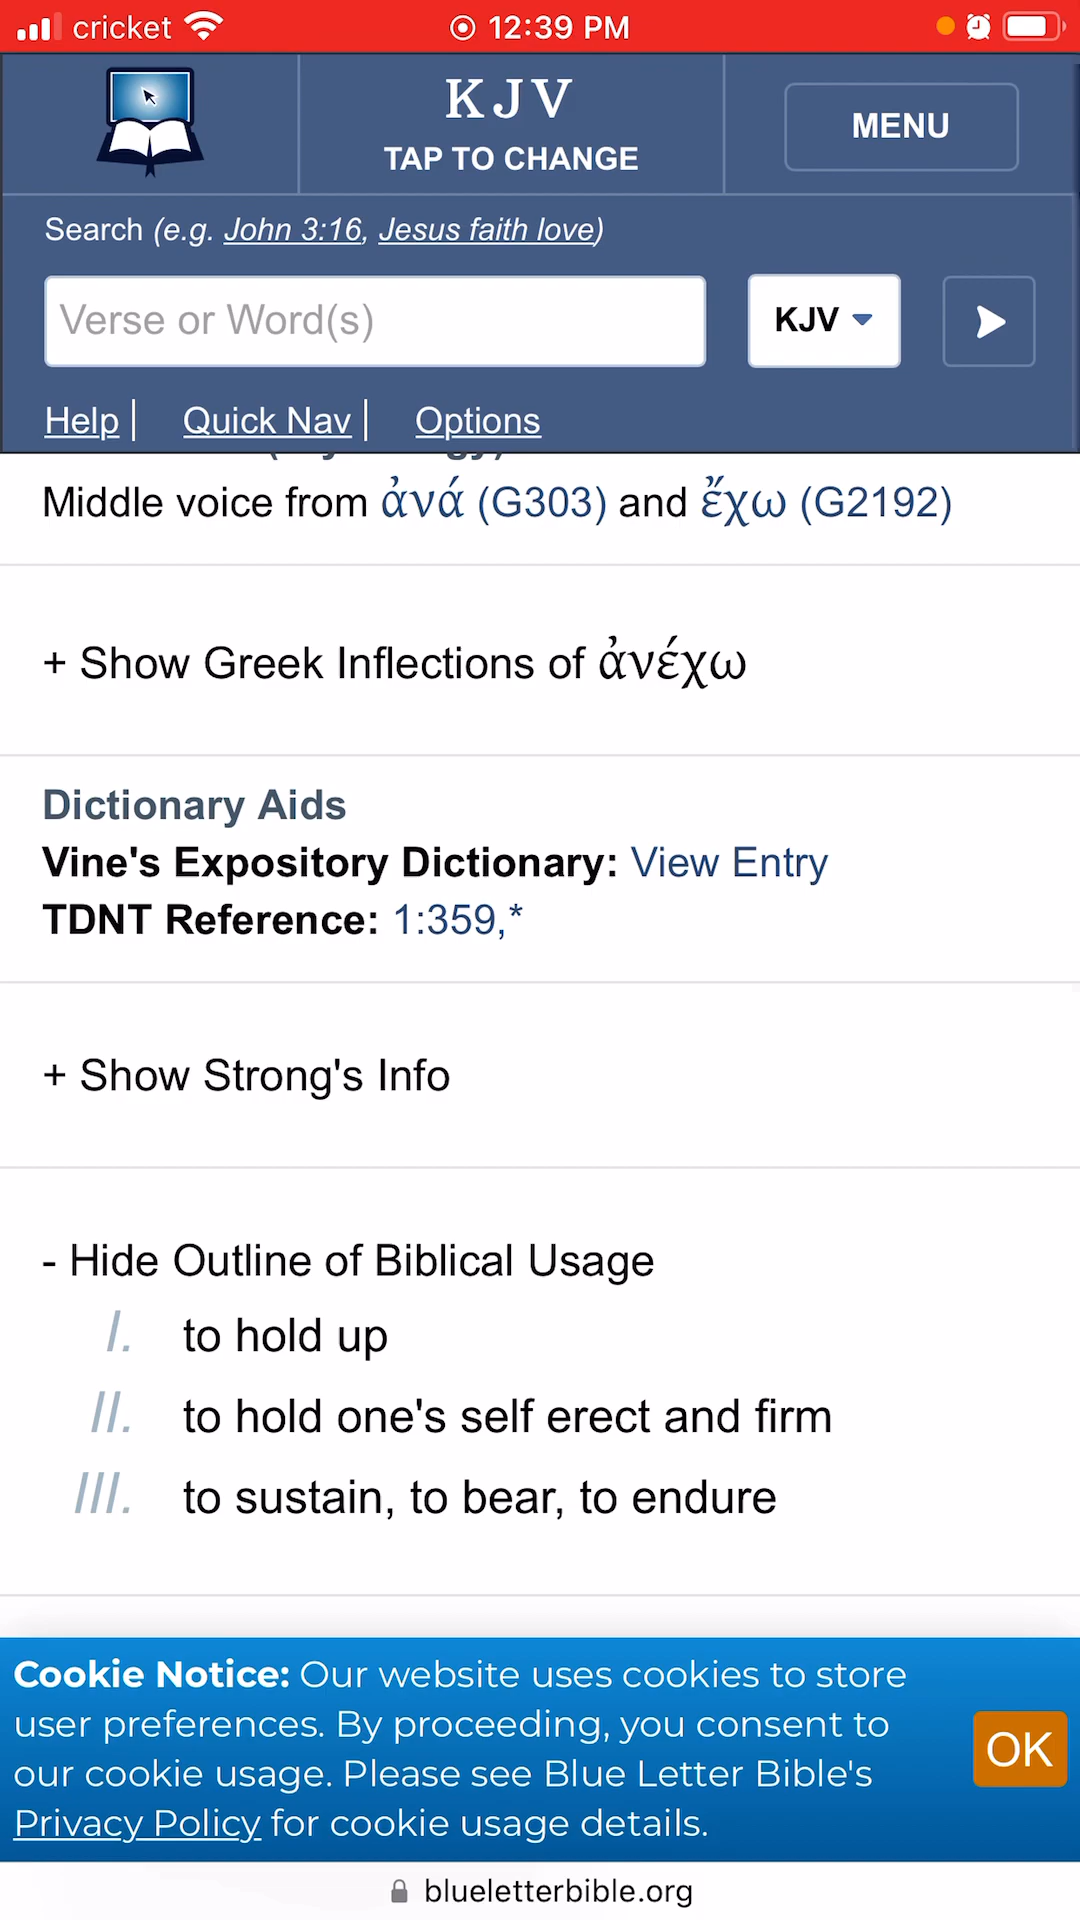 cricket 12:39 PM
KJV
TAP TO CHANGE
MENU
Search (e.g. John 3:16, Jesus faith love)
Verse or Word(s)
KJV
Help | Quick Nav | Options
Middle voice from ἀνά (G303) and ἔχω (G2192)
+ Show Greek Inflections of ἀνέχω
Dictionary Aids
Vine's Expository Dictionary: View Entry
TDNT Reference: 1:359,*
+ Show Strong's Info
- Hide Outline of Biblical Usage
I. to hold up
II. to hold one's self erect and firm
III. to sustain, to bear, to endure
Cookie Notice: Our website uses cookies to store
user preferences. By proceeding, you consent to
our cookie usage. Please see Blue Letter Bible's
Privacy Policy for cookie usage details.
OK
blueletterbible.org